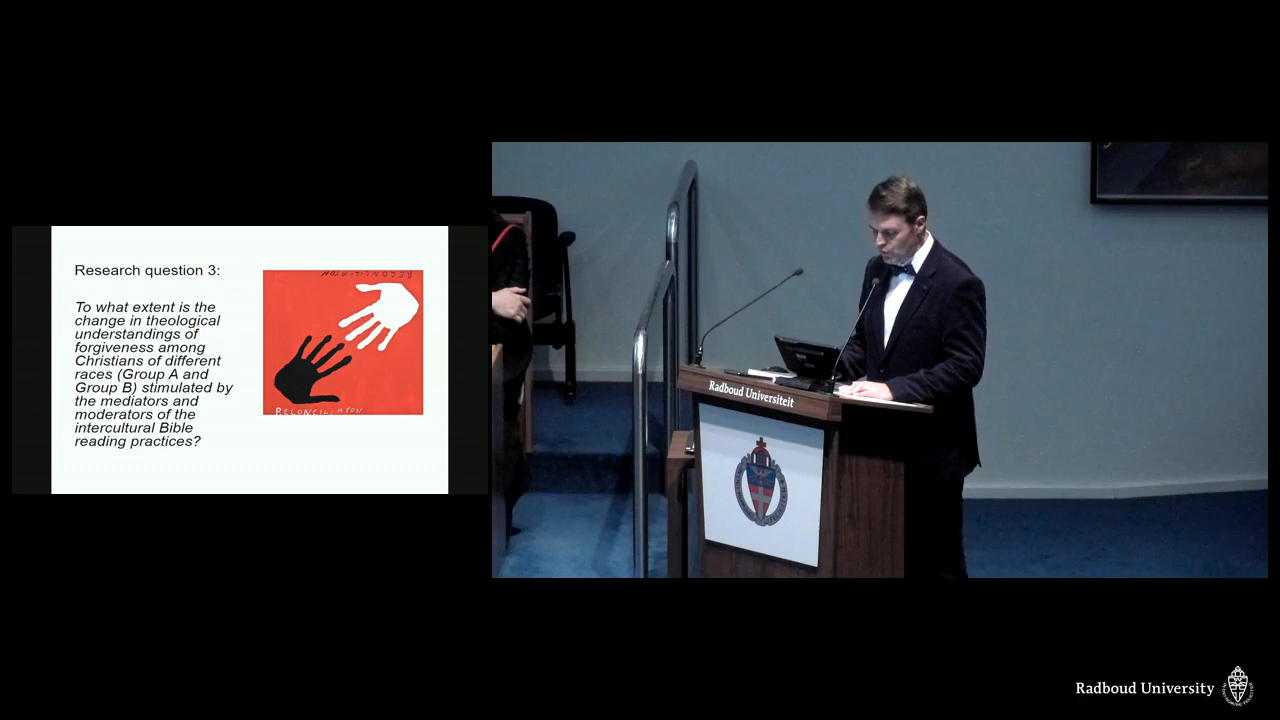 Research question 3:
To what extent is the
change in theological
understandings of
forgiveness among
Christians of different
races (Group A and
Group B) stimulated by
the mediators and
moderators of the
intercultural Bible
reading practices?
RECONCILIATON
RECONCILIATON
Radboud Universiteit
Radboud University